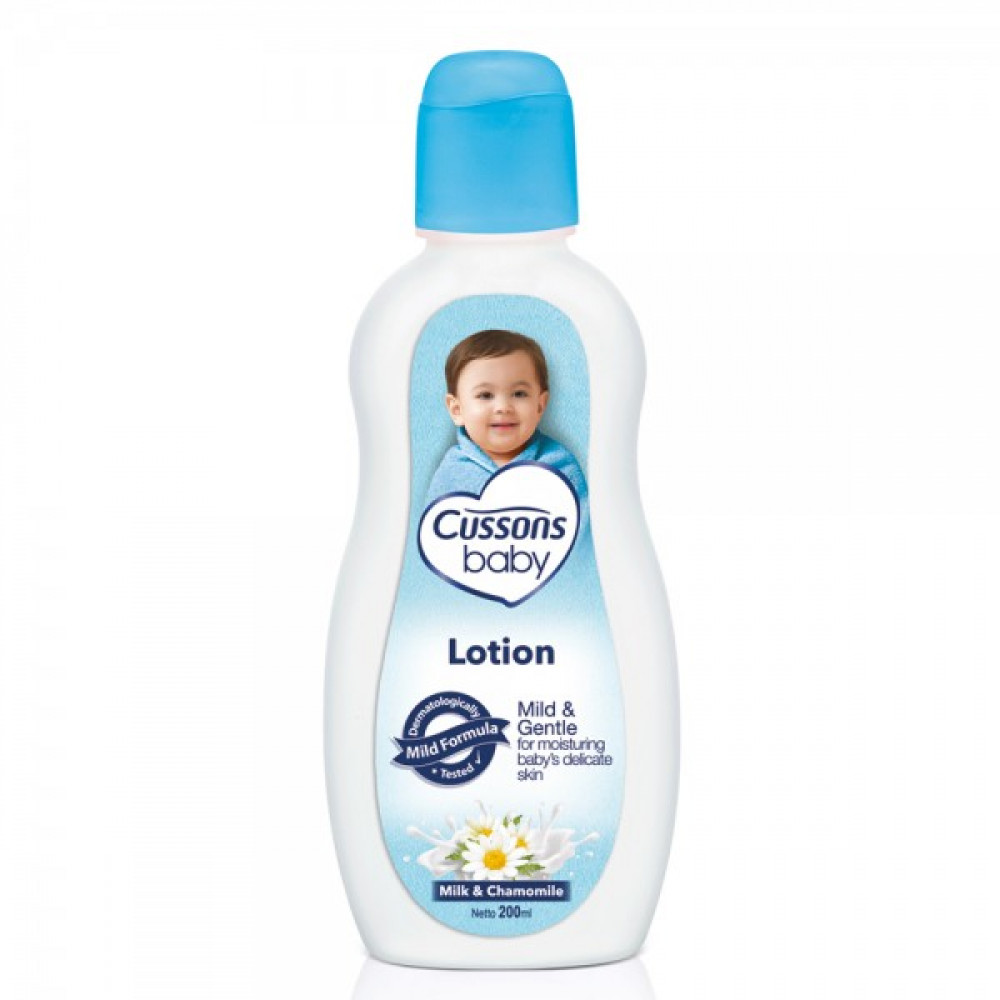 Cussons
baby
Lotion
Dermatologically
Mild Formula
• Tested ✓
Mild &
Gentle
for moisturing
baby's delicate
skin
Milk & Chamomile
Netto 200ml